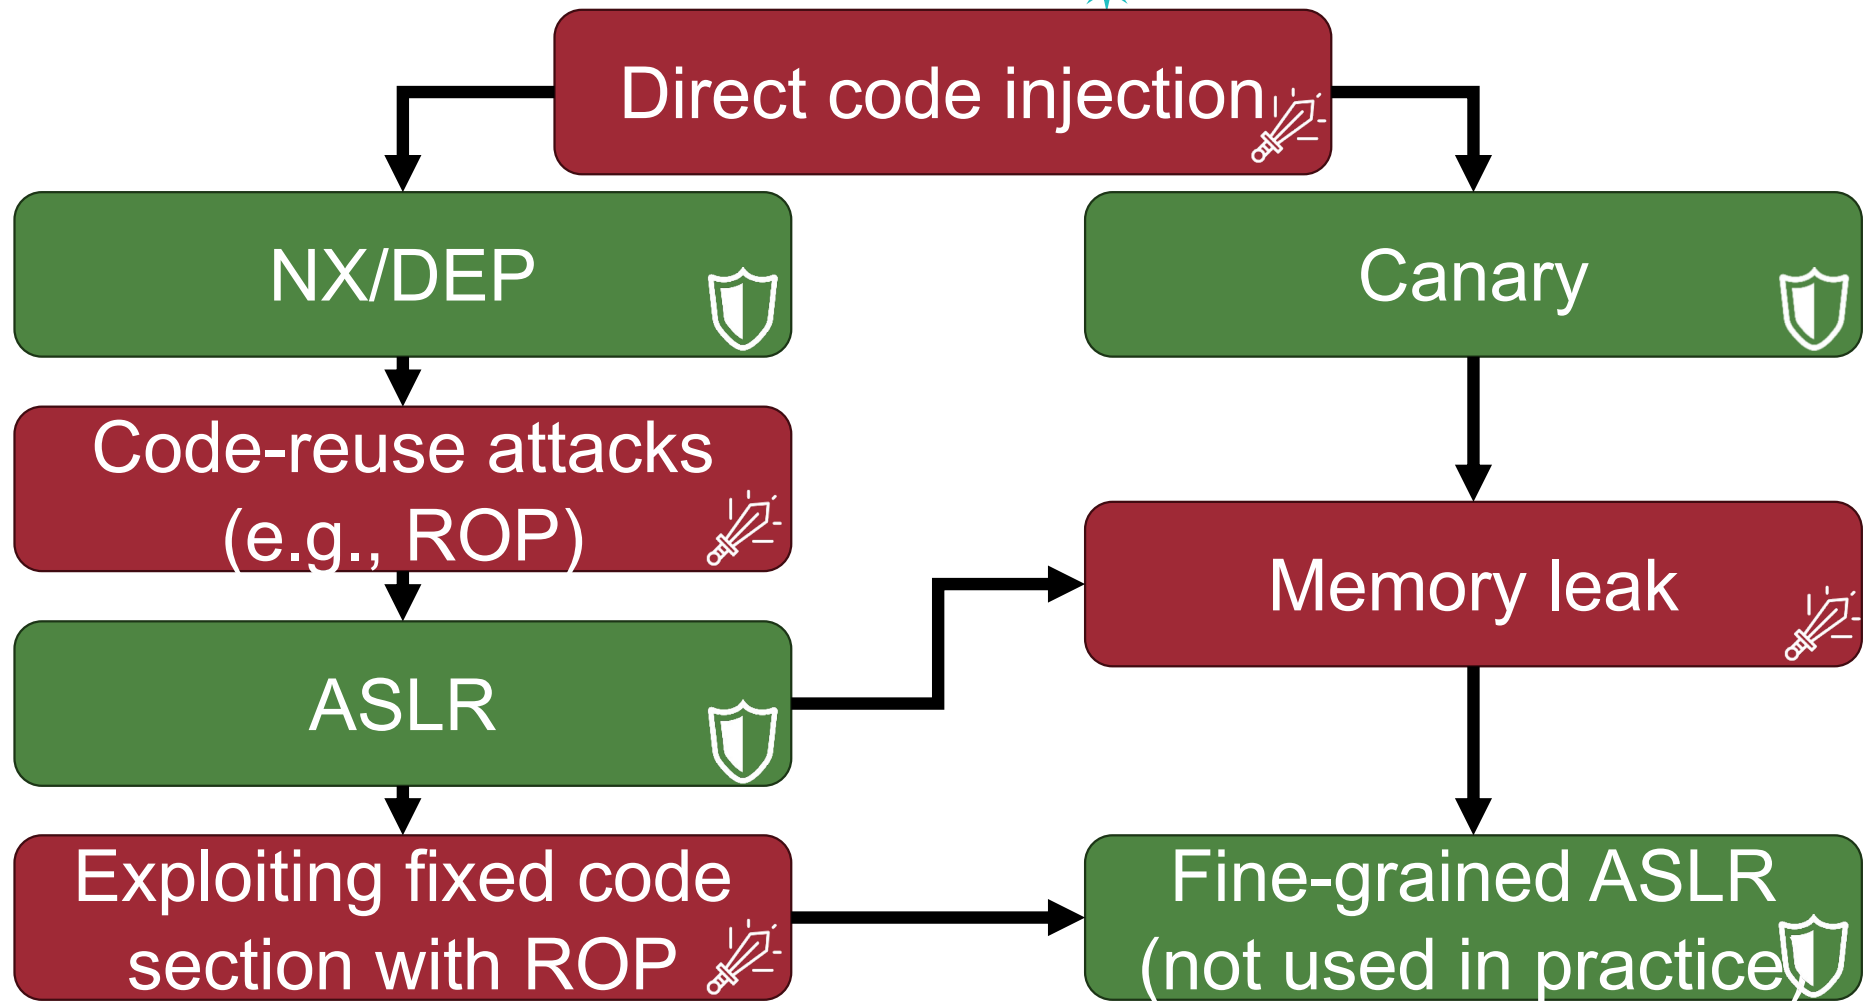 Direct code injection
NX/DEP
Canary
Code-reuse attacks
(e.g., ROP)
Memory leak
ASLR
Exploiting fixed code
section with ROP
Fine-grained ASLR
(not used in practice)